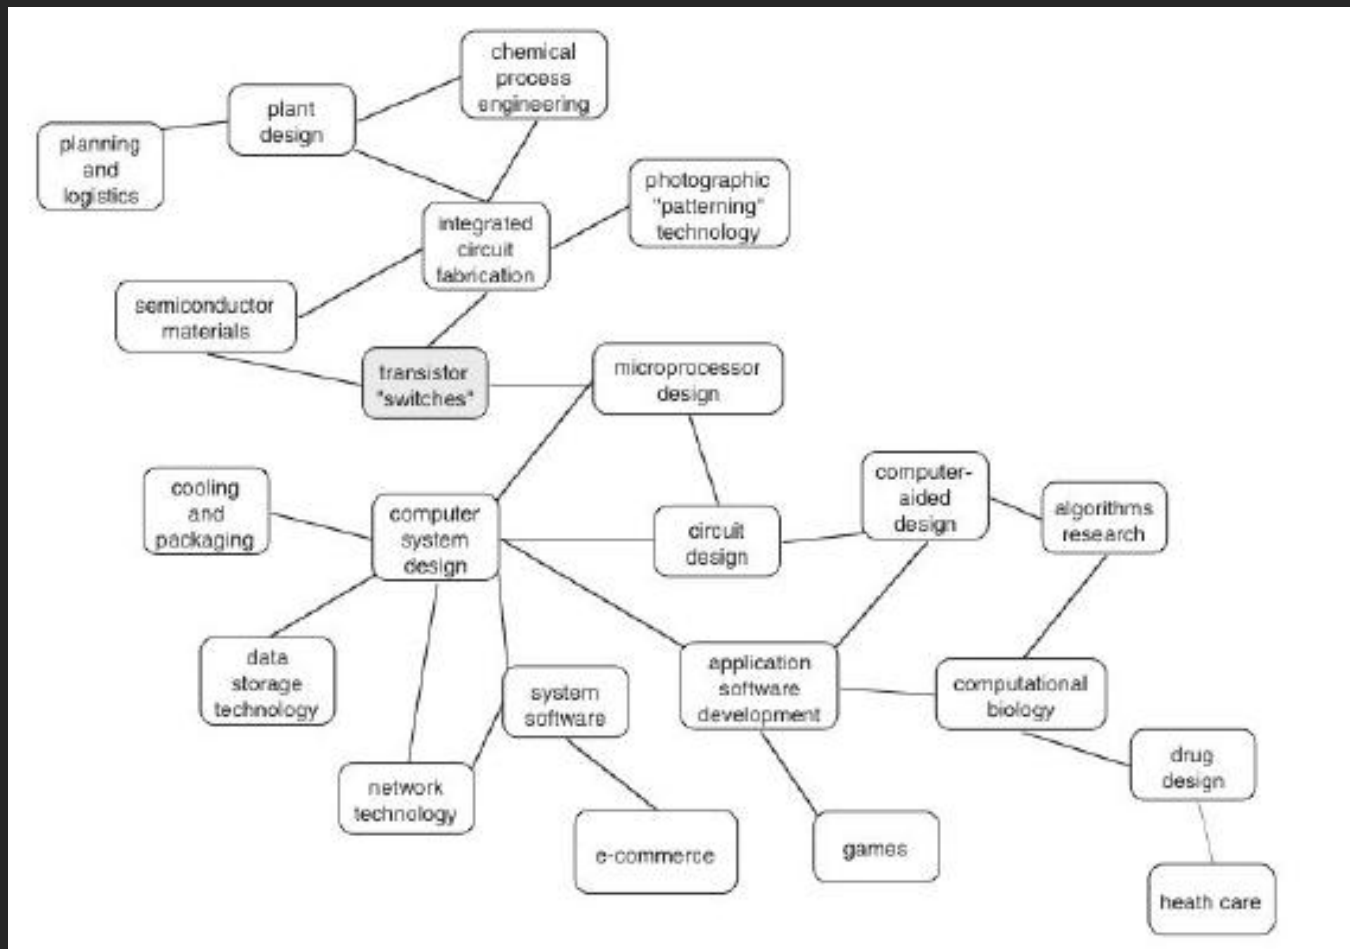 chemical
process
engineering
plant
design
planning
and
logistics
photographic
"patterning"
technology
integrated
circuit
fabrication
semiconductor
materials
transistor
"switches"
microprocessor
design
cooling
and
packaging
computer
system
design
circuit
design
computer-
aided
design
algorithms
research
data
storage
technology
system
software
application
software
development
computational
biology
drug
design
network
technology
e-commerce
games
heath care